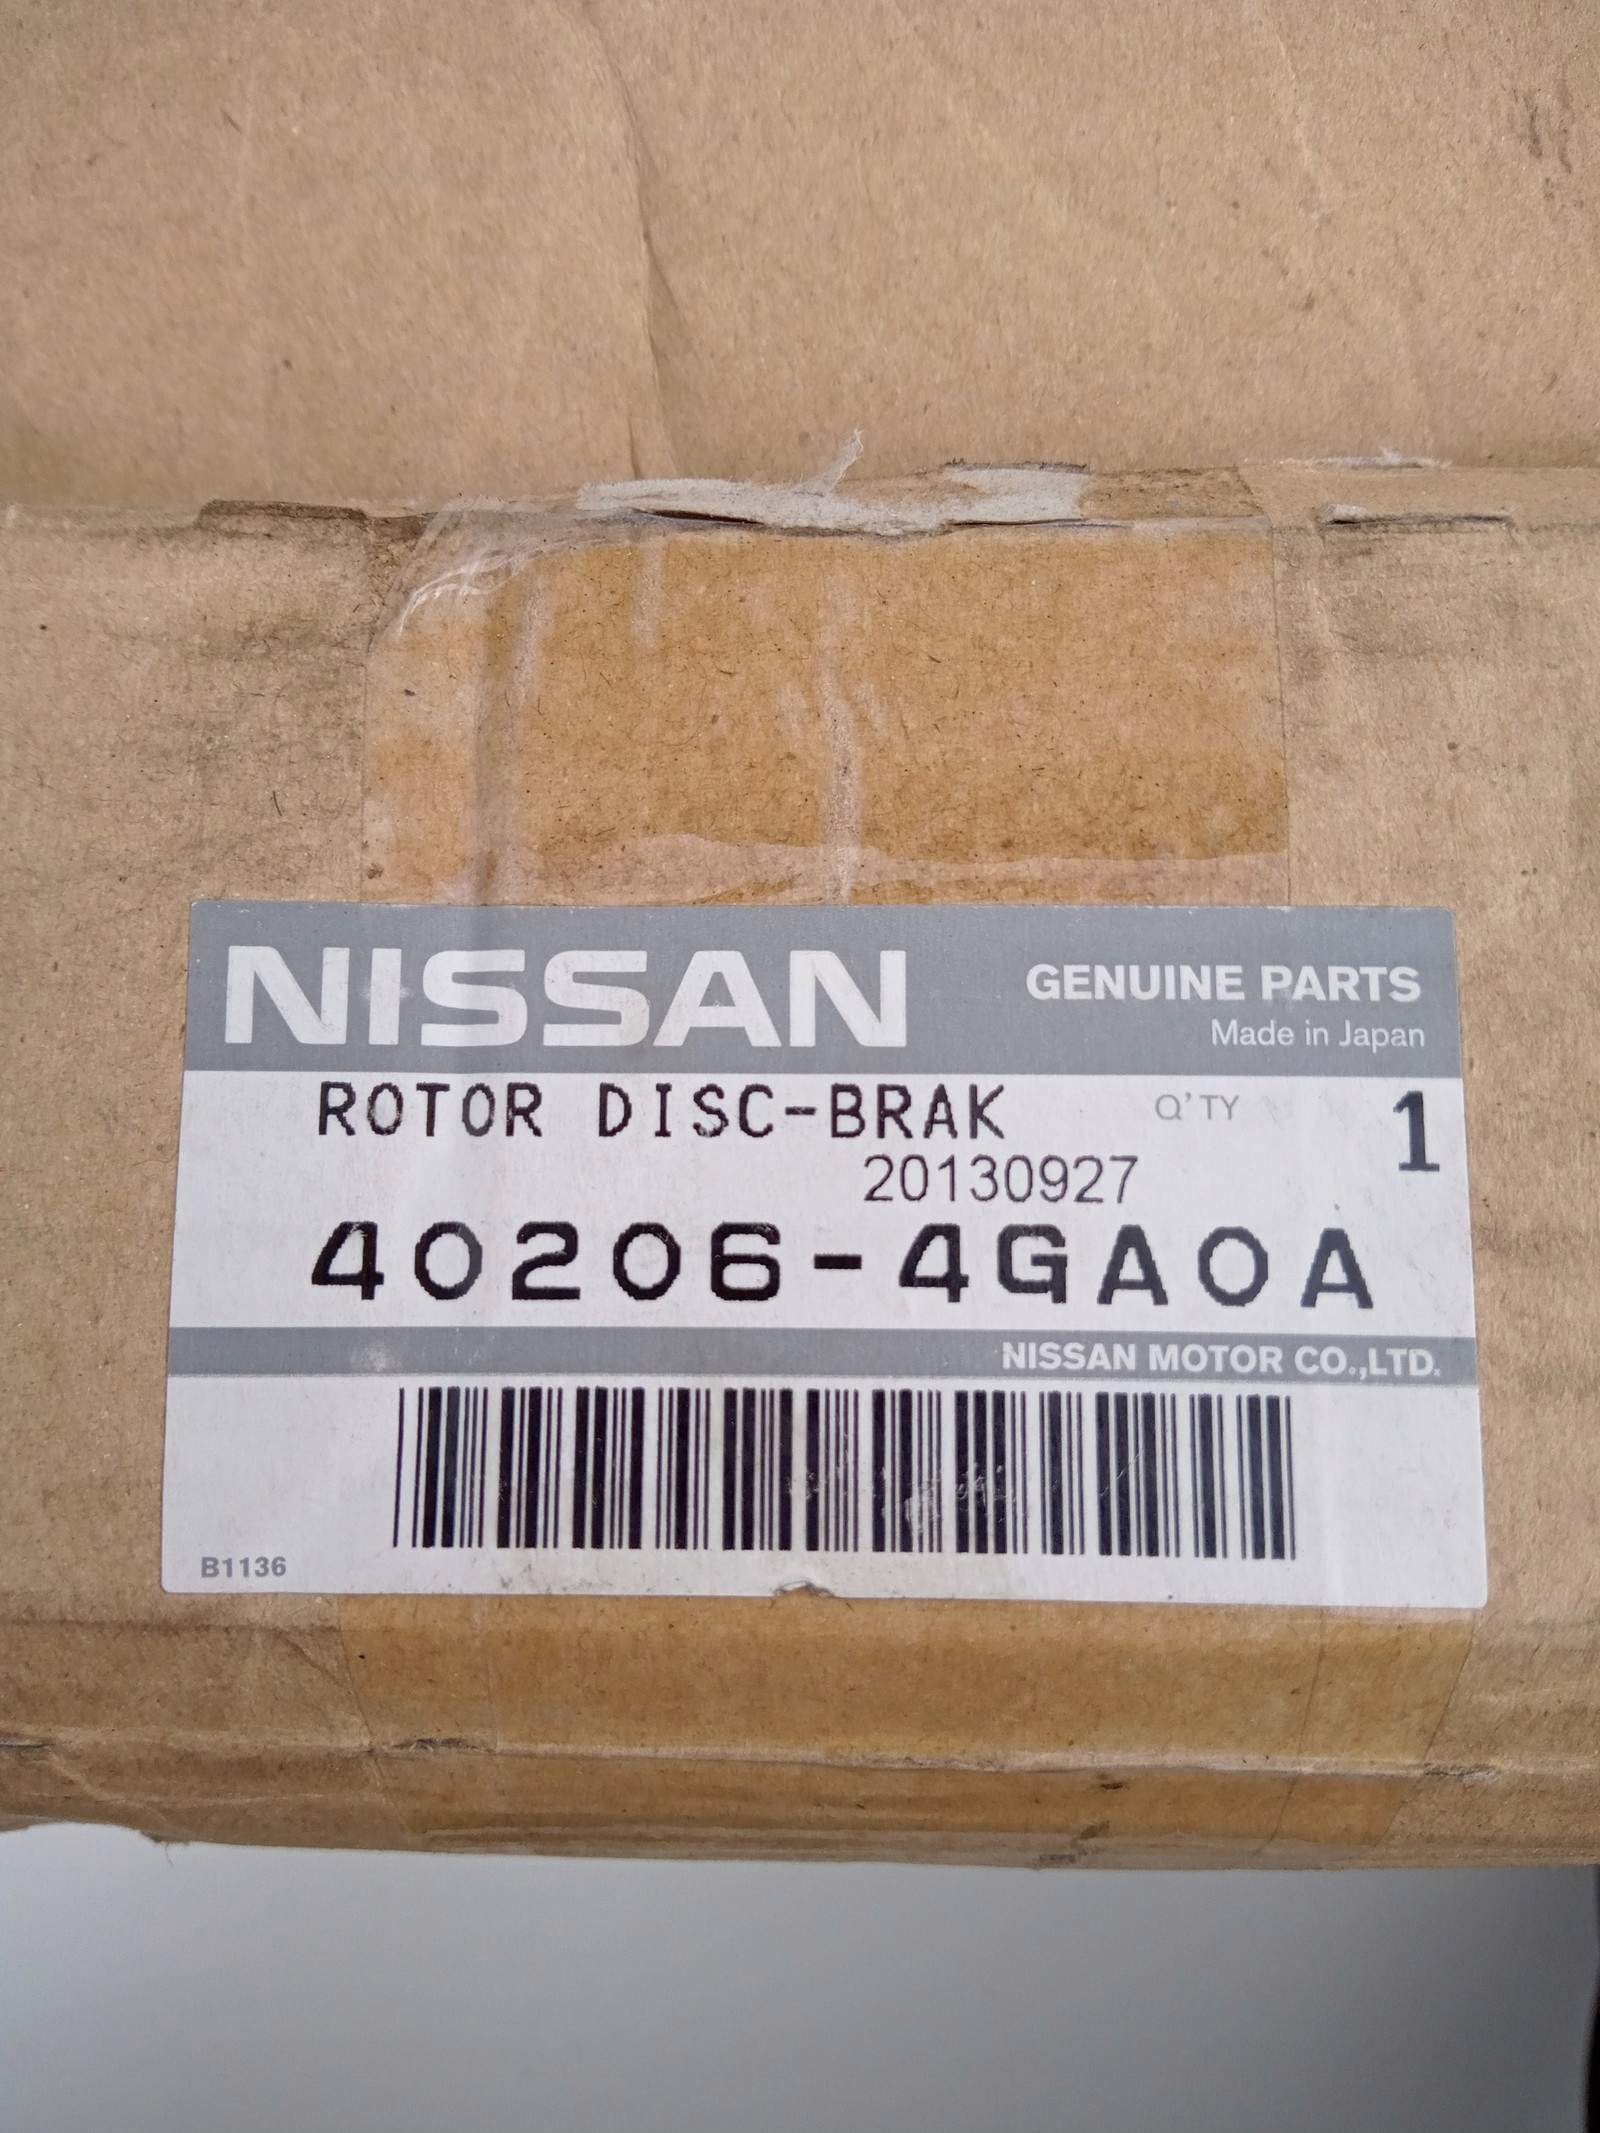 NISSAN
GENUINE PARTS
Made in Japan
ROTOR DISC-BRAK
Q'TY
1
20130927
40206-4GA0A
NISSAN MOTOR CO.,LTD.
B1136